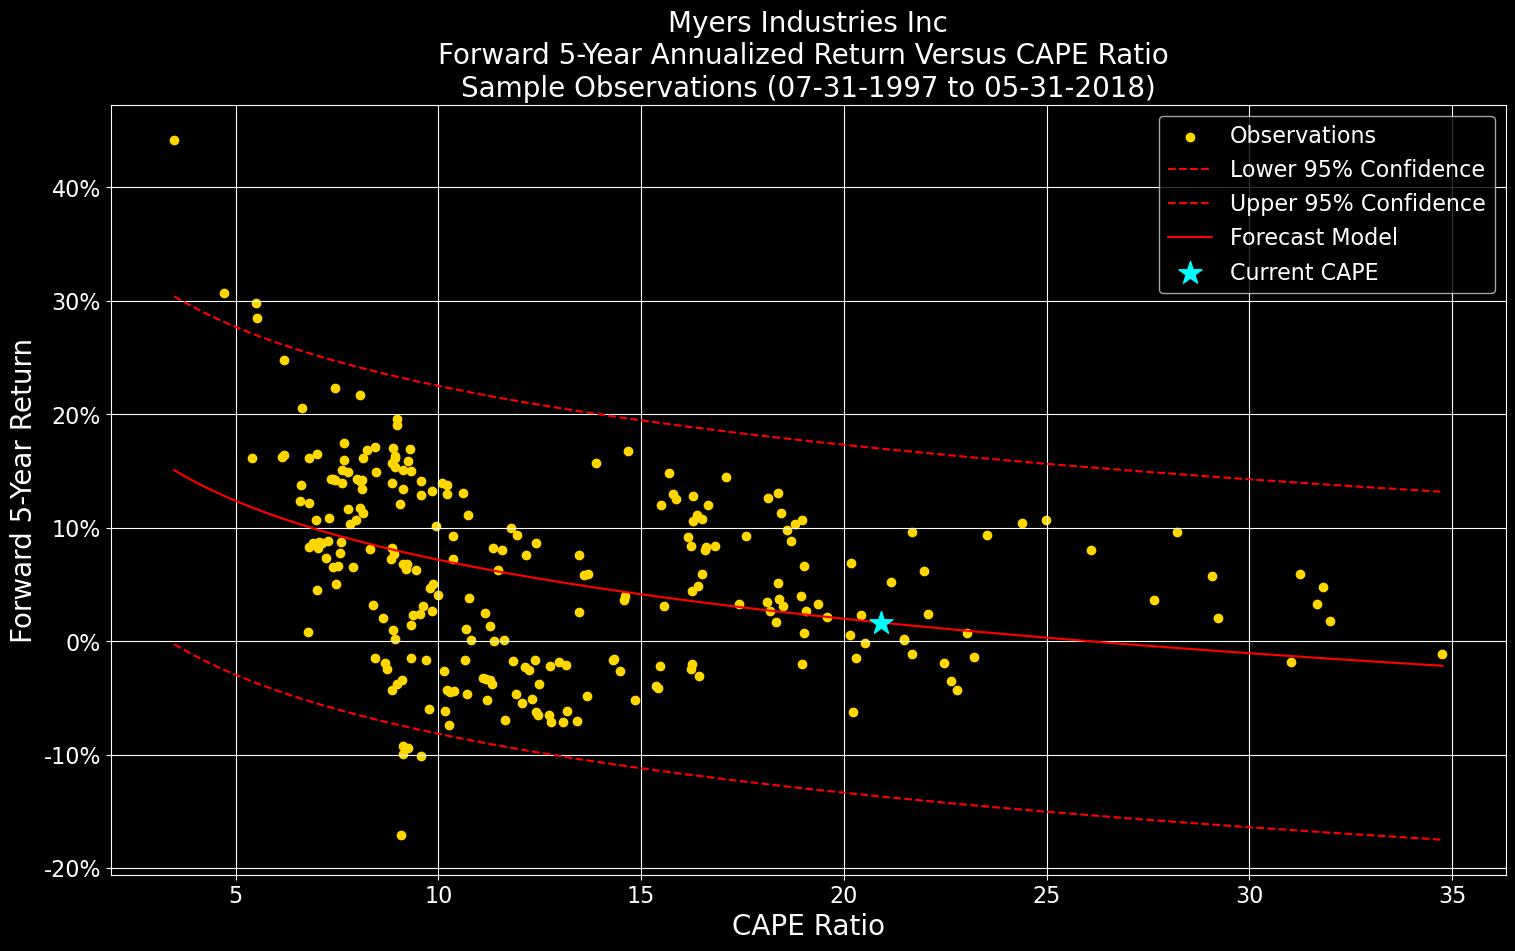 Myers Industries Inc
Forward 5-Year Annualized Return Versus CAPE Ratio
Sample Observations (07-31-1997 to 05-31-2018)
Observations
Lower 95% Confidence
Upper 95% Confidence
Forecast Model
Current CAPE
Forward 5-Year Return
40%
30%
20%
10%
0%
-10%
-20%
5 10 15 20 25 30 35
CAPE Ratio